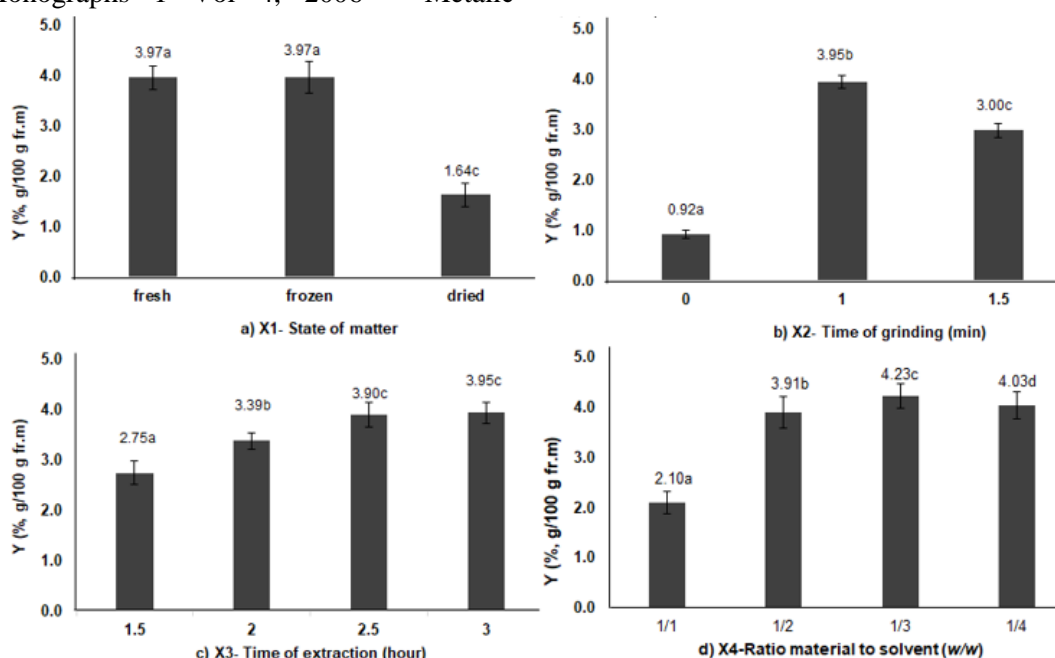 Monographs 1 Vol 4, 2008 Metane
5.0
4.0
3.0
2.0
1.0
0.0
Y (%, g/100 g fr.m)
3.97a
3.97a
1.64c
fresh frozen dried
a) X1- State of matter
5.0
4.0
3.0
2.0
1.0
0.0
Y (%, g/100 g fr.m)
0.92a
3.95b
3.00c
0 1 1.5
b) X2- Time of grinding (min)
5.0
4.0
3.0
2.0
1.0
0.0
Y (%, g/100 g fr.m)
2.75a
3.39b
3.90c
3.95c
1.5 2 2.5 3
c) X3- Time of extraction (hour)
5.0
4.0
3.0
2.0
1.0
0.0
Y (%, g/100 g fr.m)
2.10a
3.91b
4.23c
4.03d
1/1 1/2 1/3 1/4
d) X4-Ratio material to solvent (w/w)